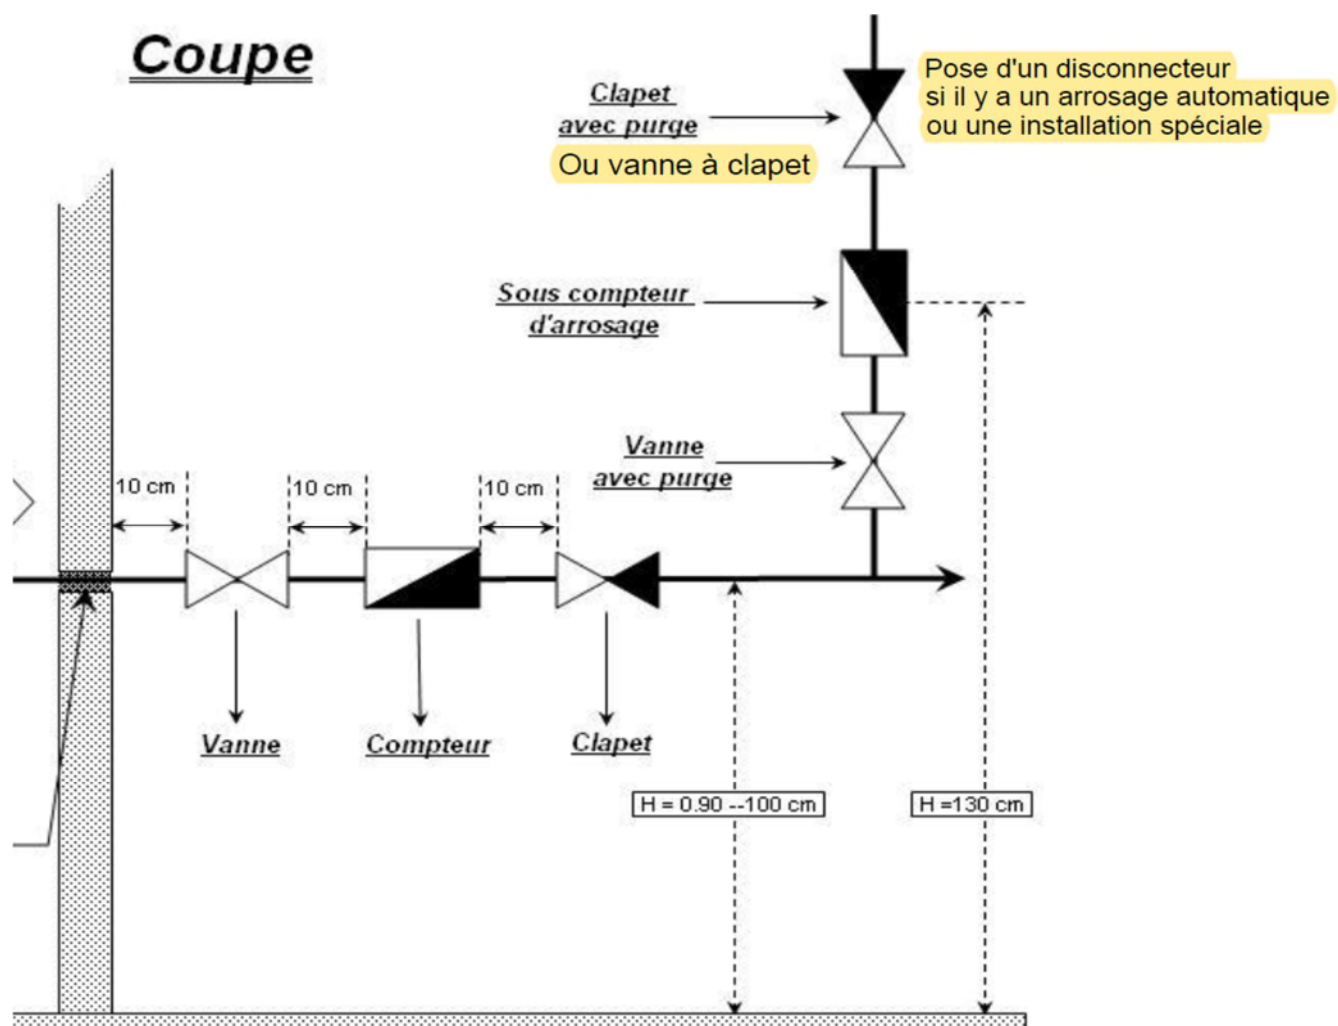 Coupe
Clapet
avec purge
Ou vanne à clapet
Pose d'un disconnecteur
si il y a un arrosage automatique
ou une installation spéciale
Sous compteur
d'arrosage
Vanne
avec purge
10 cm
10 cm
10 cm
Vanne
Compteur
Clapet
H = 0.90 --100 cm
H =130 cm